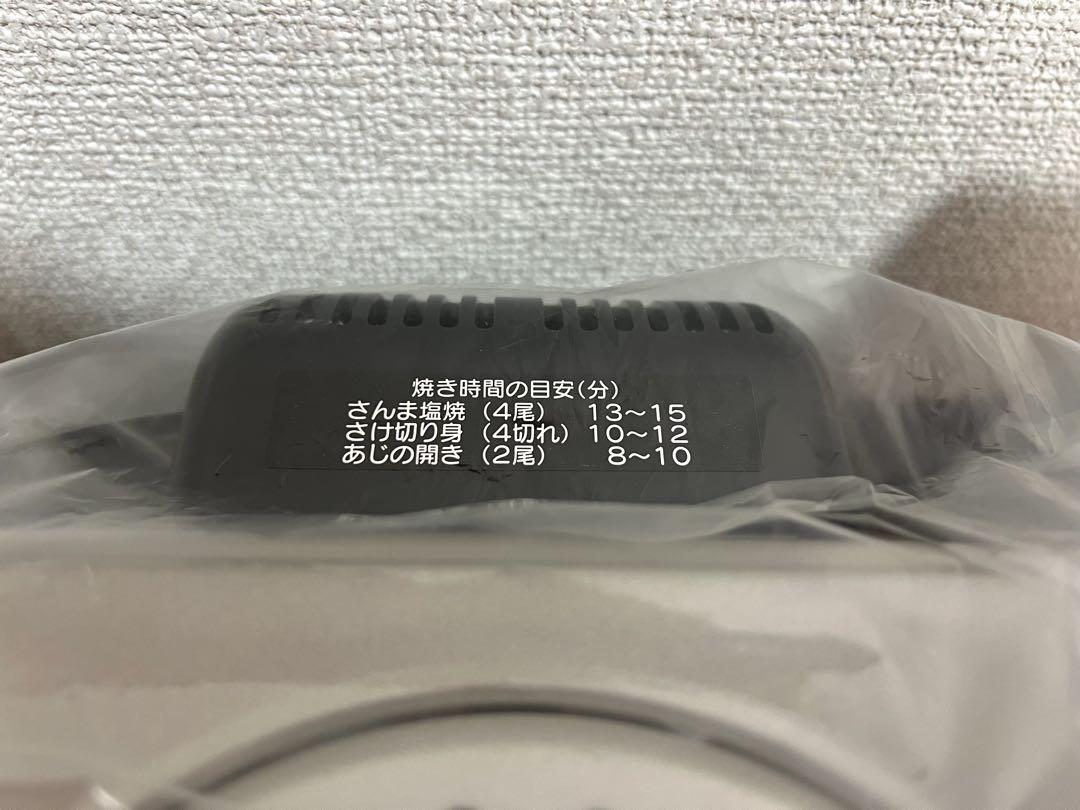 焼き時間の目安(分)
さんま塩焼(4尾) 13〜15
さけ切り身(4切れ) 10〜12
あじの開き(2尾) 8〜10